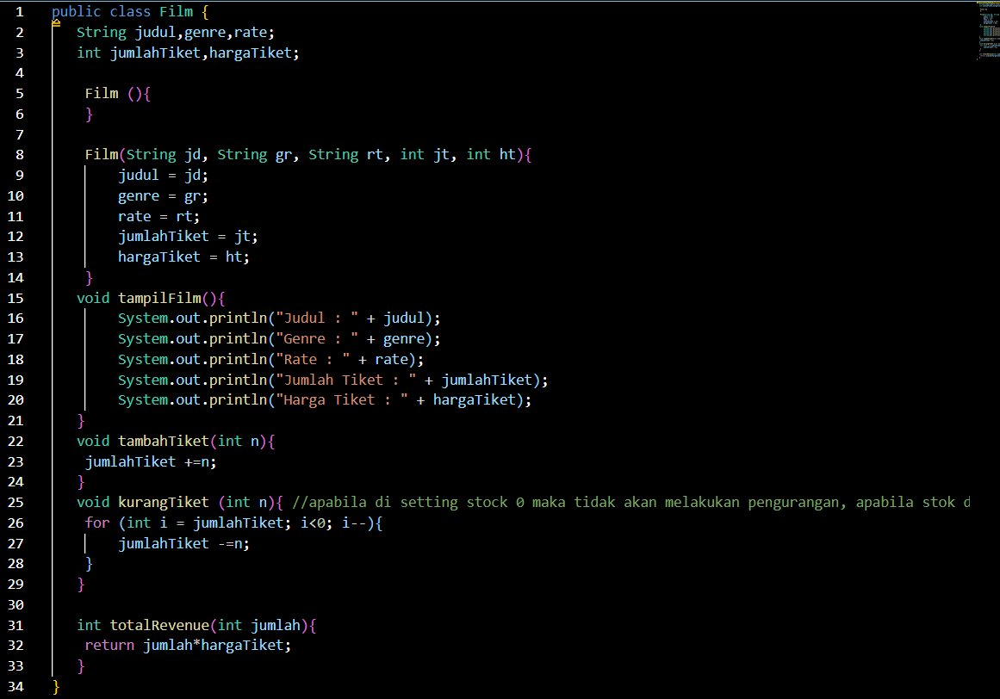 1 public class Film {
2 String judul,genre,rate;
3 int jumlahTiket,hargaTiket;
4
5 Film (){
6 }
7
8 Film(String jd, String gr, String rt, int jt, int ht){
9 judul = jd;
10 genre = gr;
11 rate = rt;
12 jumlahTiket = jt;
13 hargaTiket = ht;
14 }
15 void tampilFilm(){
16 System.out.println("Judul : " + judul);
17 System.out.println("Genre : " + genre);
18 System.out.println("Rate : " + rate);
19 System.out.println("Jumlah Tiket : " + jumlahTiket);
20 System.out.println("Harga Tiket : " + hargaTiket);
21 }
22 void tambahTiket(int n){
23 jumlahTiket +=n;
24 }
25 void kurangTiket (int n){ //apabila di setting stock 0 maka tidak akan melakukan pengurangan, apabila stok d
26 for (int i = jumlahTiket; i<0; i--){
27 jumlahTiket -=n;
28 }
29 }
30
31 int totalRevenue(int jumlah){
32 return jumlah*hargaTiket;
33 }
34 }